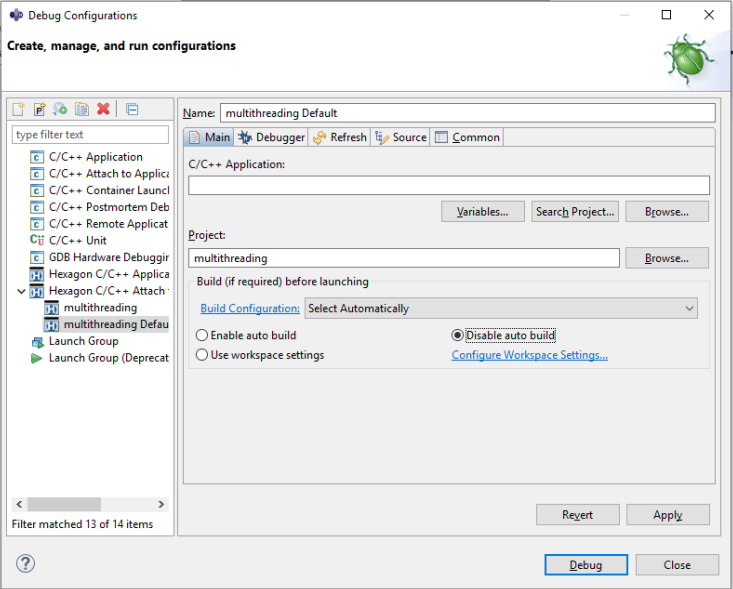 Debug Configurations
Create, manage, and run configurations
type filter text
C/C++ Application
C/C++ Attach to Applica
C/C++ Container Launch
C/C++ Postmortem Deb
C/C++ Remote Applicat
C/C++ Unit
GDB Hardware Debuggin
Hexagon C/C++ Applica
Hexagon C/C++ Attach t
multithreading
multithreading Defau
Launch Group
Launch Group (Deprecat
Filter matched 13 of 14 items
Name: multithreading Default
Main Debugger Refresh Source Common
C/C++ Application:
Variables... Search Project... Browse...
Project:
multithreading Browse...
Build (if required) before launching
Build Configuration: Select Automatically
Enable auto build Disable auto build
Use workspace settings Configure Workspace Settings...
Revert Apply
? Debug Close